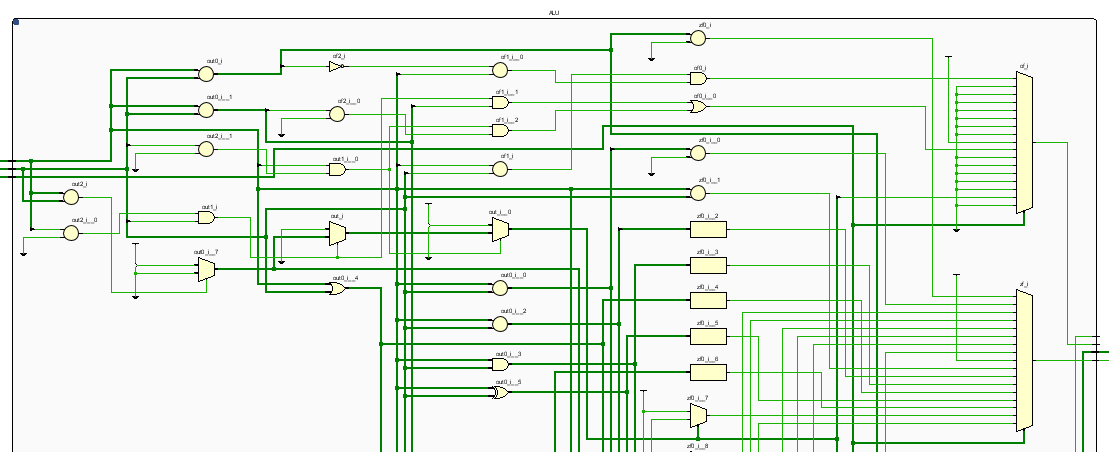 ALU
zf0_i
of2_i
of1_i__0
out0_i
of0_i
of_i
out0_i__1
of2_i__0
of1_i__1
of0_i__0
of1_i__2
out2_i__1
out1_i__0
of1_i
zf0_i__0
out2_i
zf0_i__1
out1_i
out_i
out_i__0
out2_i__0
zf0_i__2
out0_i__7
zf0_i__3
out0_i__4
out0_i__0
zf0_i__4
zf_i
out0_i__2
zf0_i__5
out0_i__3
zf0_i__6
out0_i__5
zf0_i__7
zf0_i__8